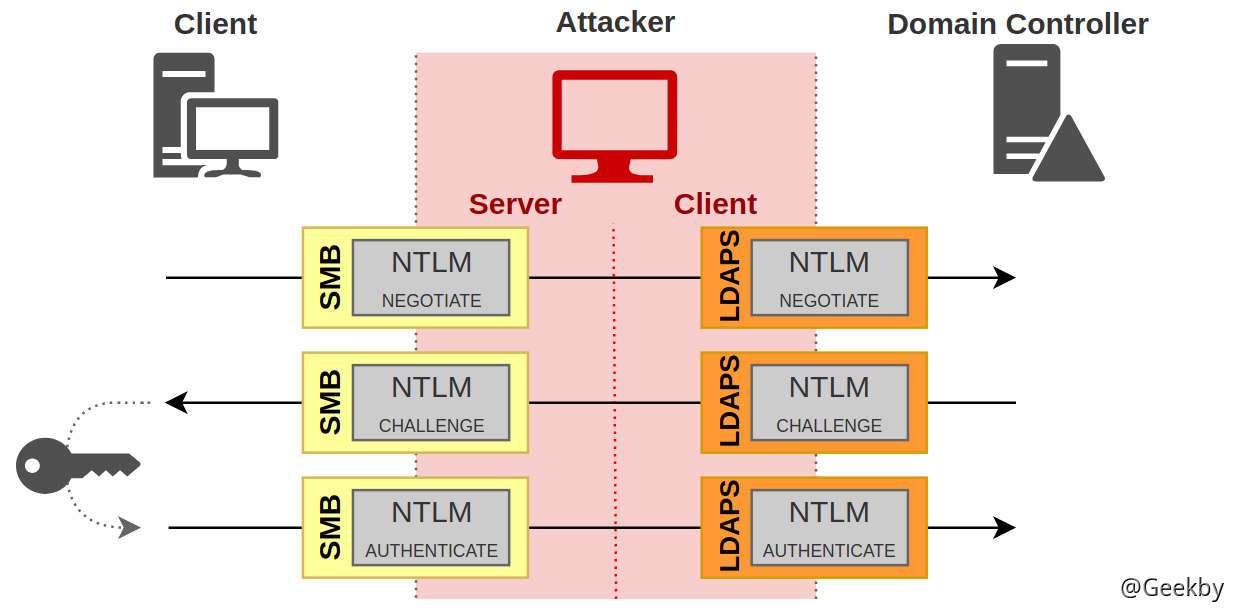 Client
Attacker
Domain Controller
Server
Client
SMB
NTLM
NEGOTIATE
LDAPS
NTLM
NEGOTIATE
SMB
NTLM
CHALLENGE
LDAPS
NTLM
CHALLENGE
SMB
NTLM
AUTHENTICATE
LDAPS
NTLM
AUTHENTICATE
@Geekby